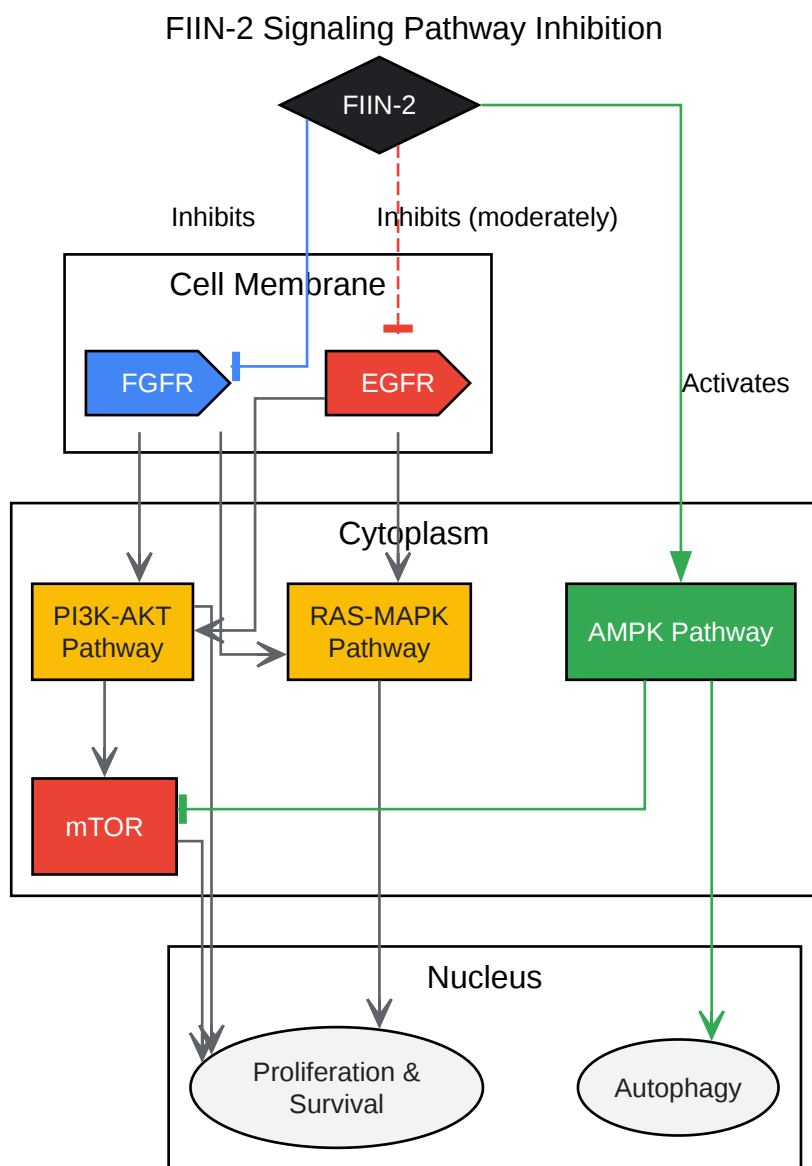 FIIN-2 Signaling Pathway Inhibition
FIIN-2
Inhibits
Inhibits (moderately)
Cell Membrane
FGFR
EGFR
Activates
Cytoplasm
PI3K-AKT
Pathway
RAS-MAPK
Pathway
AMPK Pathway
mTOR
Nucleus
Proliferation &
Survival
Autophagy